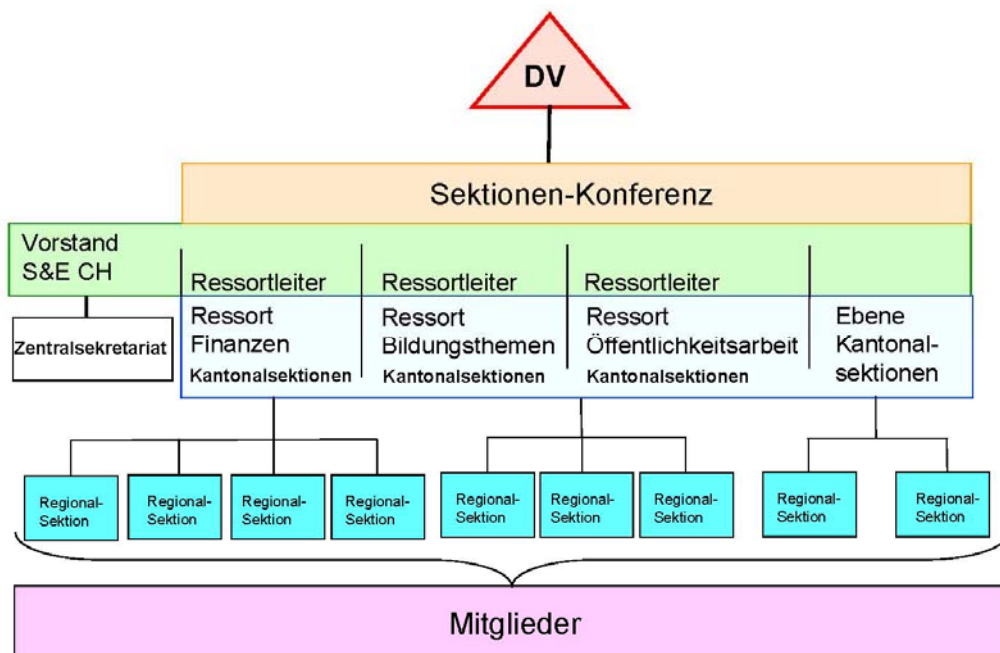 DV
Sektionen-Konferenz
Vorstand
S&E CH
Ressortleiter
Ressortleiter
Ressortleiter
Zentralsekretariat
Ressort
Finanzen
Kantonalsektionen
Ressort
Bildungsthemen
Kantonalsektionen
Ressort
Öffentlichkeitsarbeit
Kantonalsektionen
Ebene
Kantonal-
sektionen
Regional-
Sektion
Regional-
Sektion
Regional-
Sektion
Regional-
Sektion
Regional-
Sektion
Regional-
Sektion
Regional-
Sektion
Regional-
Sektion
Regional-
Sektion
Mitglieder